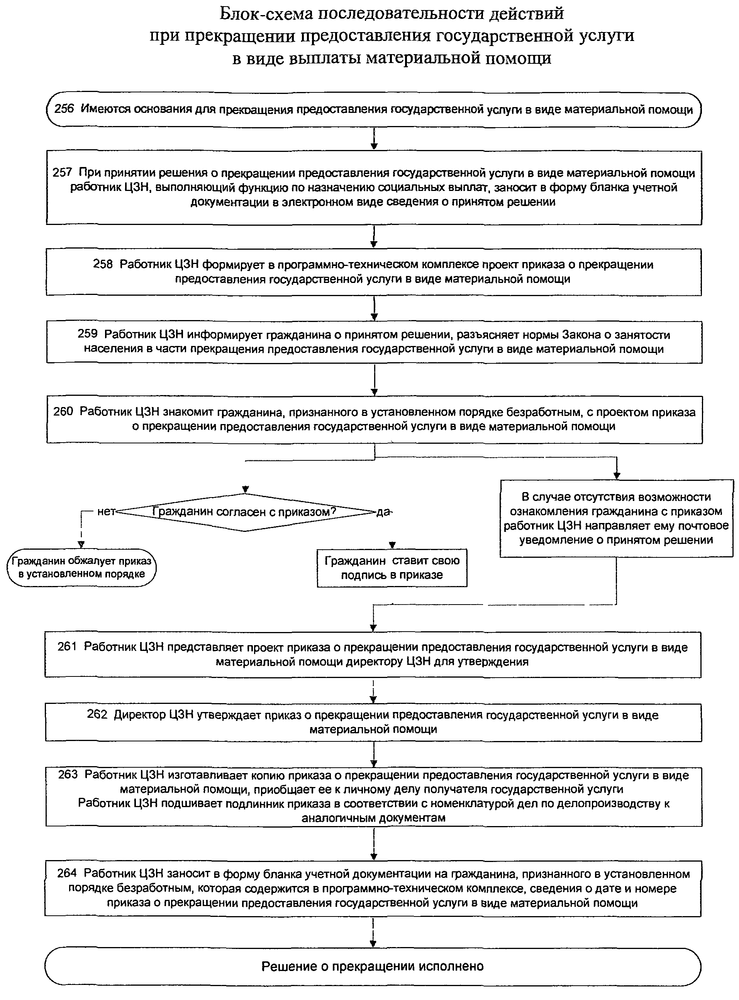 Блок-схема последовательности действий
при прекращении предоставления государственной услуги
в виде выплаты материальной помощи
256 Имеются основания для прекращения предоставления государственной услуги в виде материальной помощи
257 При принятии решения о прекращении предоставления государственной услуги в виде материальной помощи
работник ЦЗН, выполняющий функцию по назначению социальных выплат, заносит в форму бланка учетной
документации в электронном виде сведения о принятом решении
258 Работник ЦЗН формирует в программно-техническом комплексе проект приказа о прекращении
предоставления государственной услуги в виде материальной помощи
259 Работник ЦЗН информирует гражданина о принятом решении, разъясняет нормы Закона о занятости
населения в части прекращения предоставления государственной услуги в виде материальной помощи
260 Работник ЦЗН знакомит гражданина, признанного в установленном порядке безработным, с проектом приказа
о прекращении предоставления государственной услуги в виде материальной помощи
нет
Гражданин согласен с приказом?
да
В случае отсутствия возможности
ознакомления гражданина с приказом
работник ЦЗН направляет ему почтовое
уведомление о принятом решении
Гражданин обжалует приказ
в установленном порядке
Гражданин ставит свою
подпись в приказе
261 Работник ЦЗН представляет проект приказа о прекращении предоставления государственной услуги в виде
материальной помощи директору ЦЗН для утверждения
262 Директор ЦЗН утверждает приказ о прекращении предоставления государственной услуги в виде
материальной помощи
263 Работник ЦЗН изготавливает копию приказа о прекращении предоставления государственной услуги в виде
материальной помощи, приобщает ее к личному делу получателя государственной услуги
Работник ЦЗН подшивает подлинник приказа в соответствии с номенклатурой дел по делопроизводству к
аналогичным документам
264 Работник ЦЗН заносит в форму бланка учетной документации на гражданина, признанного в установленном
порядке безработным, которая содержится в программно-техническом комплексе, сведения о дате и номере
приказа о прекращении предоставления государственной услуги в виде материальной помощи
Решение о прекращении исполнено